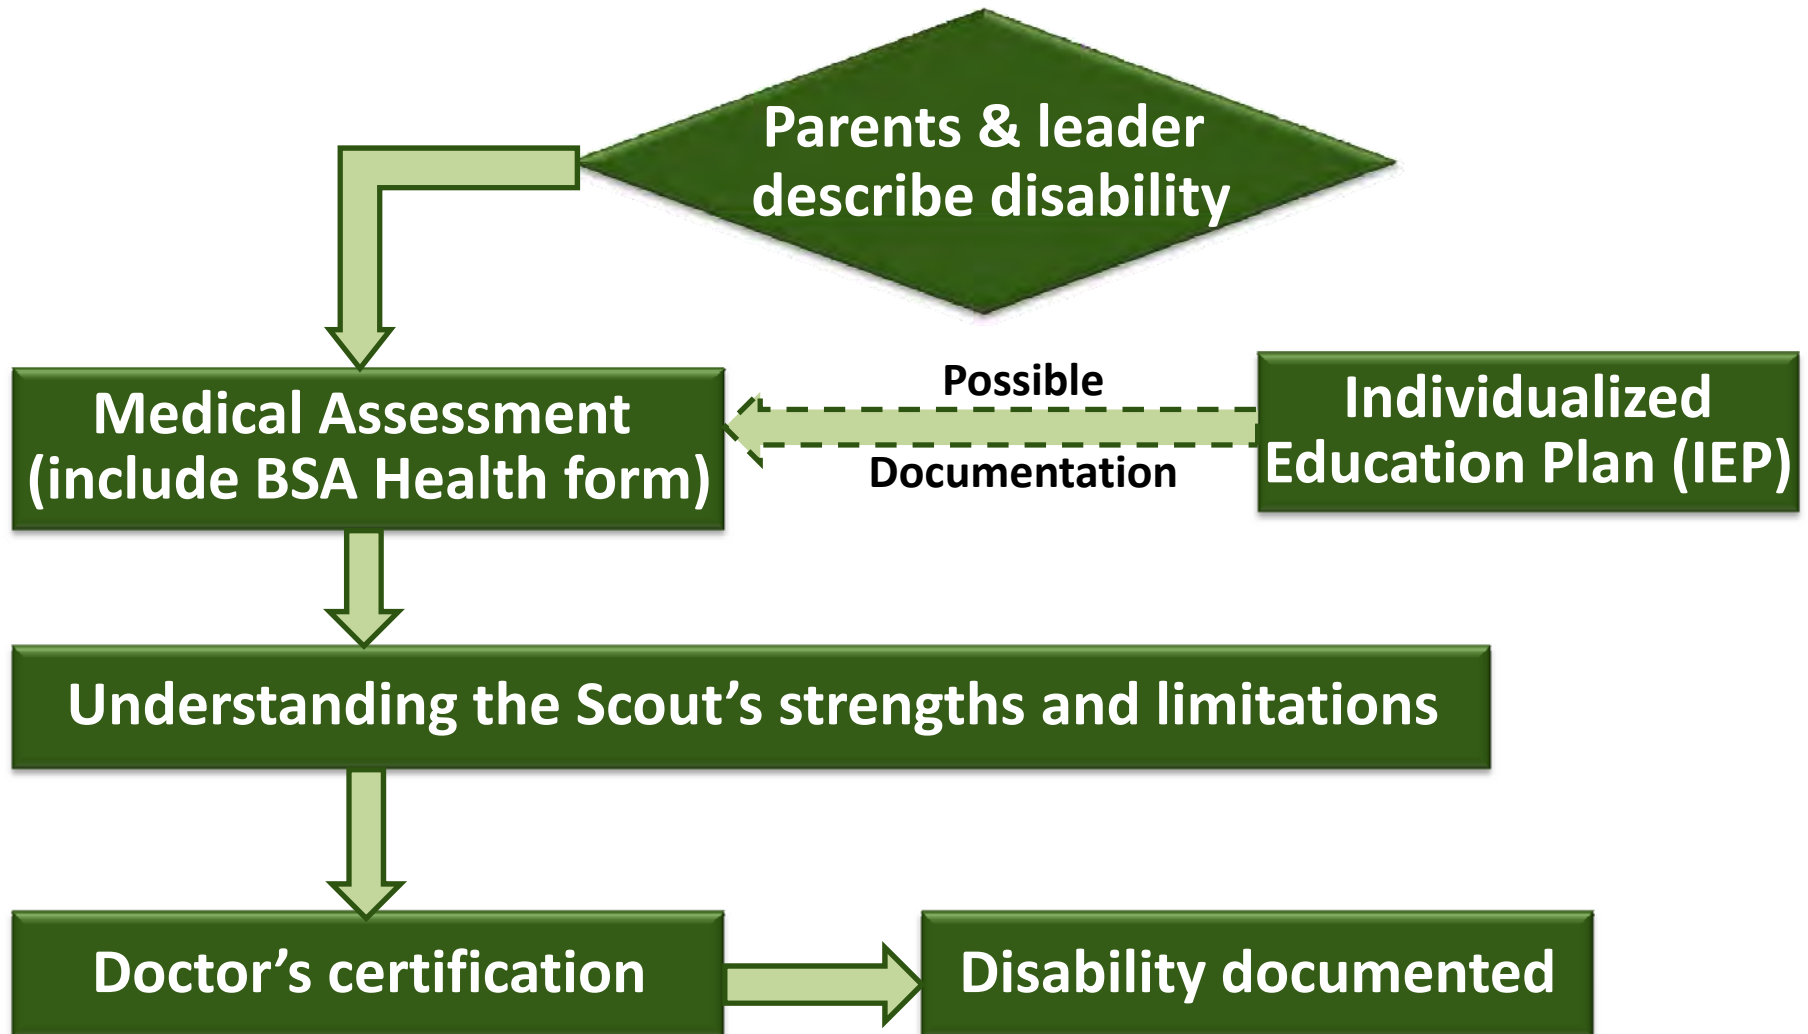 Parents & leader
describe disability
Possible
Documentation
Medical Assessment
(include BSA Health form)
Individualized
Education Plan (IEP)
Understanding the Scout’s strengths and limitations
Doctor’s certification
Disability documented